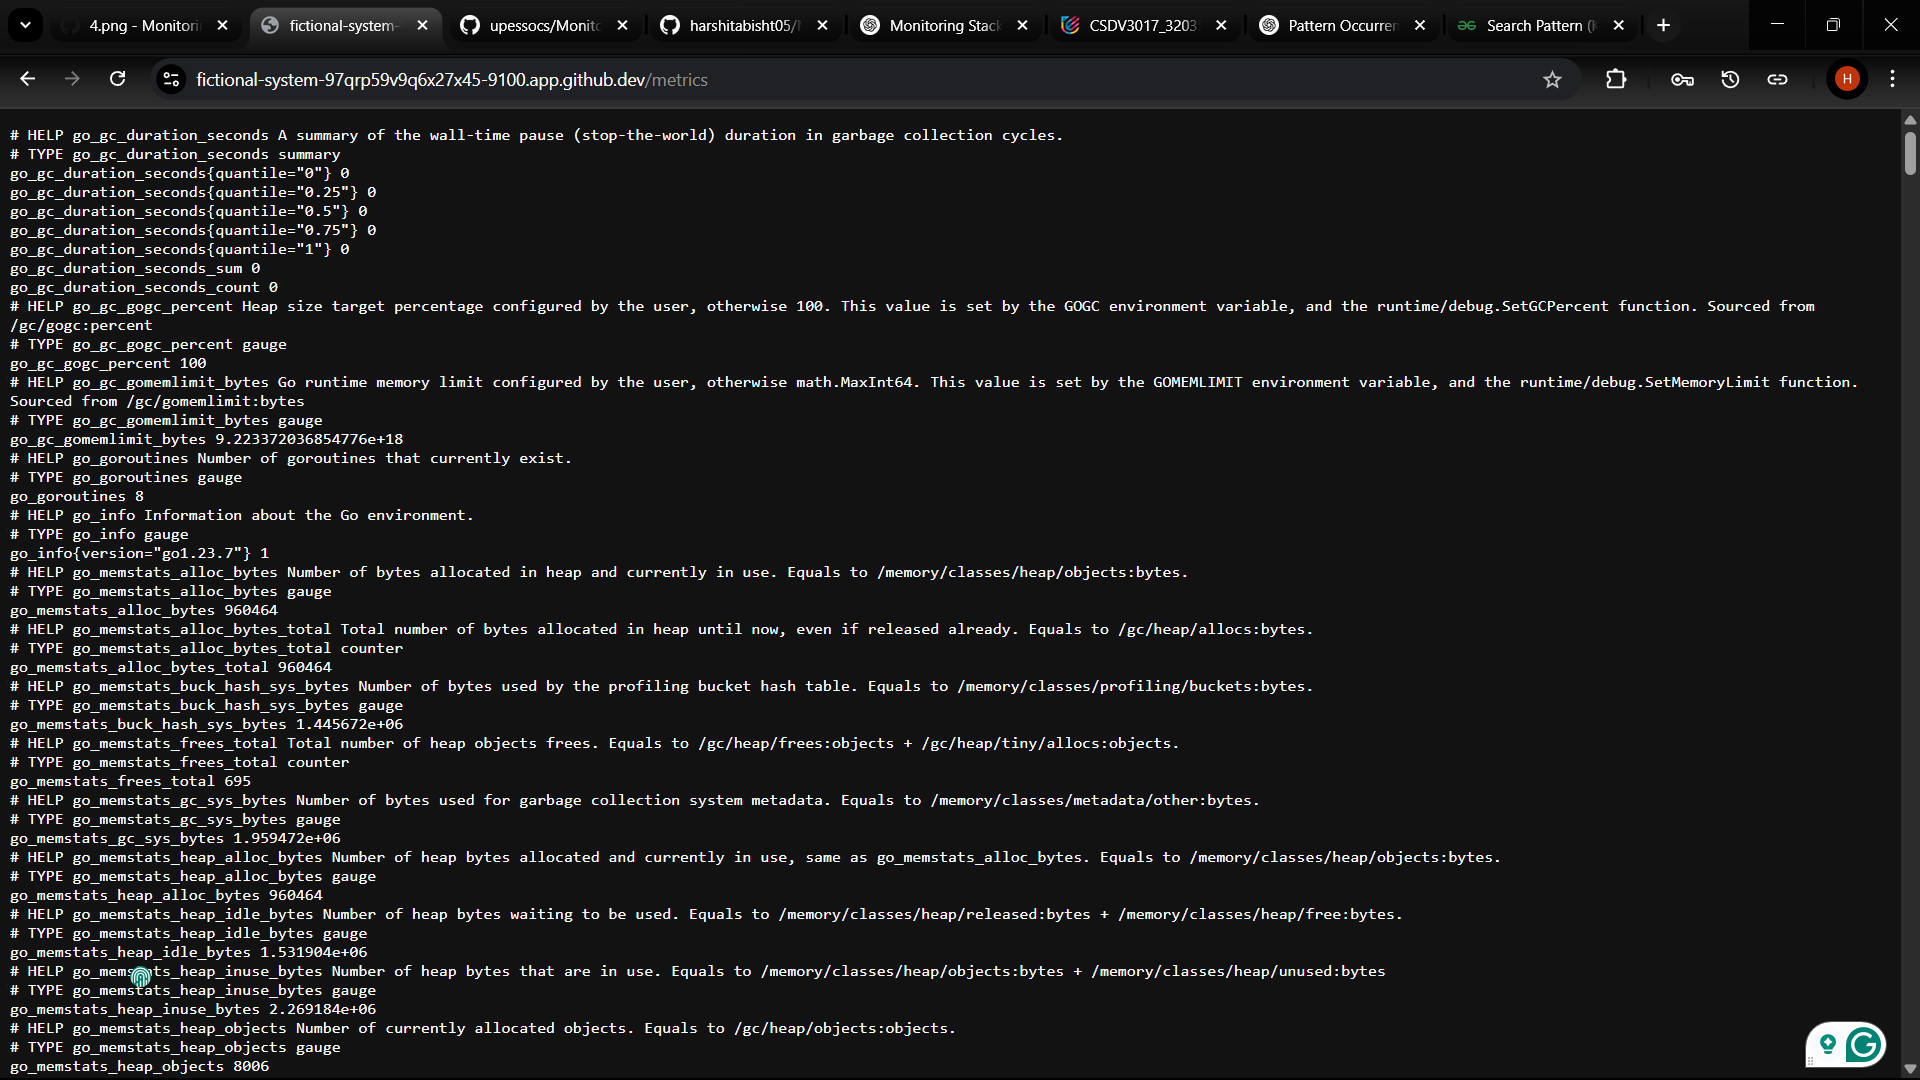 4.png - Monitori
fictional-system-
upessocs/Monito
harshitabisht05/
Monitoring Stack
CSDV3017_3203
Pattern Occurren
Search Pattern (
fictional-system-97qrp59v9q6x27x45-9100.app.github.dev/metrics
H
# HELP go_gc_duration_seconds A summary of the wall-time pause (stop-the-world) duration in garbage collection cycles.
# TYPE go_gc_duration_seconds summary
go_gc_duration_seconds{quantile="0"} 0
go_gc_duration_seconds{quantile="0.25"} 0
go_gc_duration_seconds{quantile="0.5"} 0
go_gc_duration_seconds{quantile="0.75"} 0
go_gc_duration_seconds{quantile="1"} 0
go_gc_duration_seconds_sum 0
go_gc_duration_seconds_count 0
# HELP go_gc_gogc_percent Heap size target percentage configured by the user, otherwise 100. This value is set by the GOGC environment variable, and the runtime/debug.SetGCPercent function. Sourced from
/gc/gogc:percent
# TYPE go_gc_gogc_percent gauge
go_gc_gogc_percent 100
# HELP go_gc_gomemlimit_bytes Go runtime memory limit configured by the user, otherwise math.MaxInt64. This value is set by the GOMEMLIMIT environment variable, and the runtime/debug.SetMemoryLimit function.
Sourced from /gc/gomemlimit:bytes
# TYPE go_gc_gomemlimit_bytes gauge
go_gc_gomemlimit_bytes 9.223372036854776e+18
# HELP go_goroutines Number of goroutines that currently exist.
# TYPE go_goroutines gauge
go_goroutines 8
# HELP go_info Information about the Go environment.
# TYPE go_info gauge
go_info{version="go1.23.7"} 1
# HELP go_memstats_alloc_bytes Number of bytes allocated in heap and currently in use. Equals to /memory/classes/heap/objects:bytes.
# TYPE go_memstats_alloc_bytes gauge
go_memstats_alloc_bytes 960464
# HELP go_memstats_alloc_bytes_total Total number of bytes allocated in heap until now, even if released already. Equals to /gc/heap/allocs:bytes.
# TYPE go_memstats_alloc_bytes_total counter
go_memstats_alloc_bytes_total 960464
# HELP go_memstats_buck_hash_sys_bytes Number of bytes used by the profiling bucket hash table. Equals to /memory/classes/profiling/buckets:bytes.
# TYPE go_memstats_buck_hash_sys_bytes gauge
go_memstats_buck_hash_sys_bytes 1.445672e+06
# HELP go_memstats_frees_total Total number of heap objects frees. Equals to /gc/heap/frees:objects + /gc/heap/tiny/allocs:objects.
# TYPE go_memstats_frees_total counter
go_memstats_frees_total 695
# HELP go_memstats_gc_sys_bytes Number of bytes used for garbage collection system metadata. Equals to /memory/classes/metadata/other:bytes.
# TYPE go_memstats_gc_sys_bytes gauge
go_memstats_gc_sys_bytes 1.959472e+06
# HELP go_memstats_heap_alloc_bytes Number of heap bytes allocated and currently in use, same as go_memstats_alloc_bytes. Equals to /memory/classes/heap/objects:bytes.
# TYPE go_memstats_heap_alloc_bytes gauge
go_memstats_heap_alloc_bytes 960464
# HELP go_memstats_heap_idle_bytes Number of heap bytes waiting to be used. Equals to /memory/classes/heap/released:bytes + /memory/classes/heap/free:bytes.
# TYPE go_memstats_heap_idle_bytes gauge
go_memstats_heap_idle_bytes 1.531904e+06
# HELP go_memstats_heap_inuse_bytes Number of heap bytes that are in use. Equals to /memory/classes/heap/objects:bytes + /memory/classes/heap/unused:bytes
# TYPE go_memstats_heap_inuse_bytes gauge
go_memstats_heap_inuse_bytes 2.269184e+06
# HELP go_memstats_heap_objects Number of currently allocated objects. Equals to /gc/heap/objects:objects.
# TYPE go_memstats_heap_objects gauge
go_memstats_heap_objects 8006